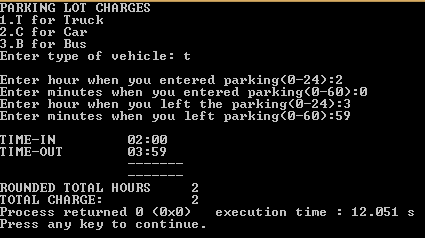 PARKING LOT CHARGES
1.T for Truck
2.C for Car
3.B for Bus
Enter type of vehicle: t
Enter hour when you entered parking(0-24):2
Enter minutes when you entered parking(0-60):0
Enter hour when you left the parking(0-24):3
Enter minutes when you left parking(0-60):59
TIME-IN 02:00
TIME-OUT 03:59
-------
-------
ROUNDED TOTAL HOURS 2
TOTAL CHARGE: 2
Process returned 0 (0x0) execution time : 12.051 s
Press any key to continue.